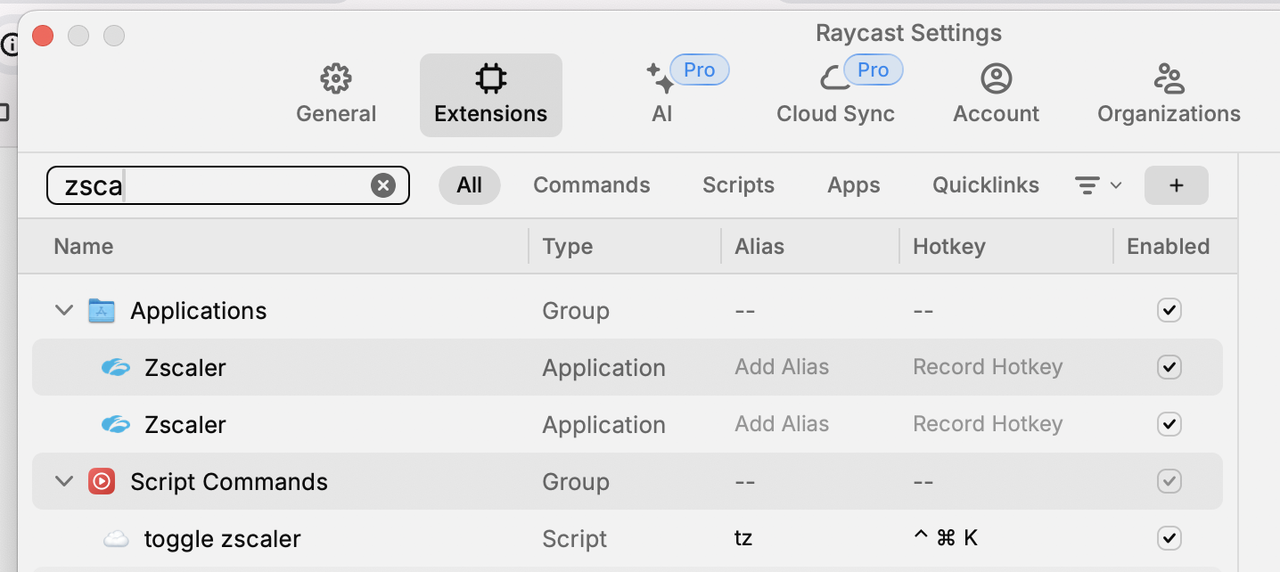 Raycast Settings
Pro Pro
General Extensions AI Cloud Sync Account Organizations
zsca All Commands Scripts Apps Quicklinks +
Name Type Alias Hotkey Enabled
Applications Group -- --
Zscaler Application Add Alias Record Hotkey
Zscaler Application Add Alias Record Hotkey
Script Commands Group -- --
toggle zscaler Script tz ^ ⌘ K